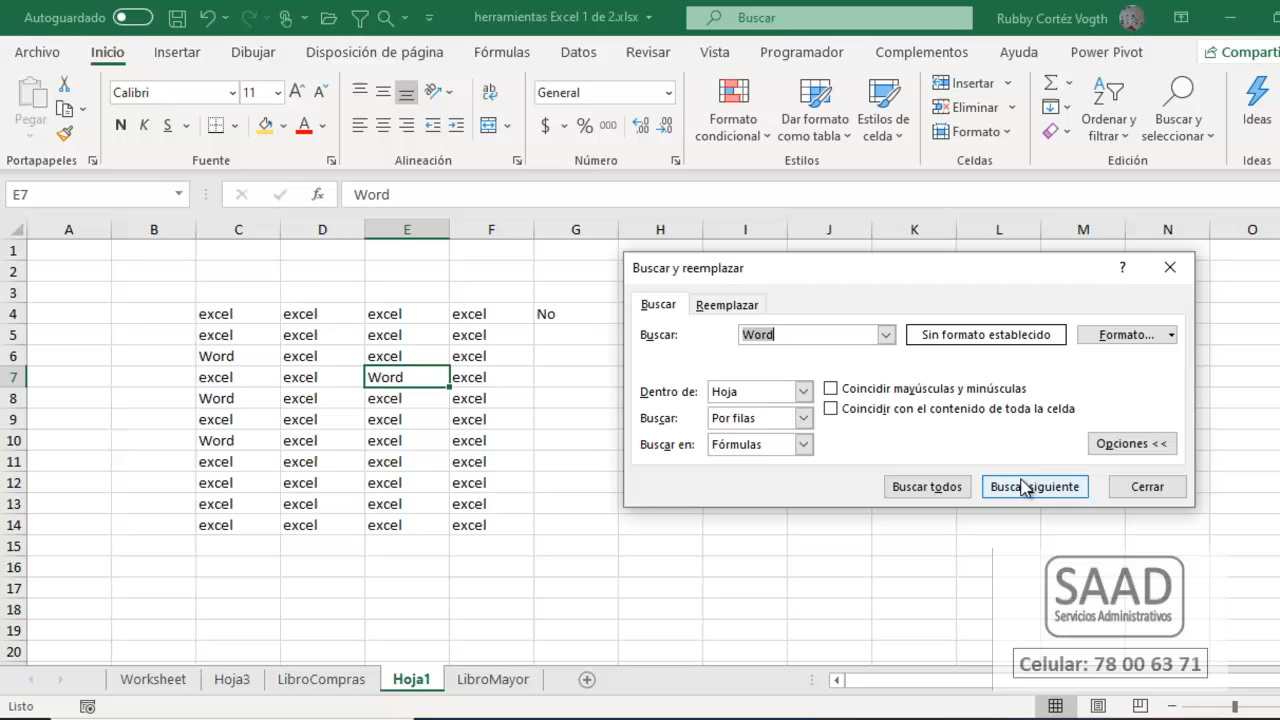 Autoguardado
herramientas Excel 1 de 2.xlsx
Buscar
Rubby Cortéz Vogth
Archivo Inicio Insertar Dibujar Disposición de página Fórmulas Datos Revisar Vista Programador Complementos Ayuda Power Pivot Comparti
Pegar
Calibri 11
N K S
General
$ % 000
Formato condicional
Dar formato como tabla
Estilos de celda
Insertar
Eliminar
Formato
Ordenar y filtrar
Buscar y seleccionar
Ideas
Portapapeles Fuente Alineación Número Estilos Celdas Edición Ideas
E7 fx Word
A B C D E F G H I J K L M N O
1
2
3
4 excel excel excel excel No
5 excel excel excel excel
6 Word excel excel excel
7 excel excel Word excel
8 Word excel excel excel
9 excel excel excel excel
10 Word excel excel excel
11 excel excel excel excel
12 excel excel excel excel
13 excel excel excel excel
14 excel excel excel excel
15
16
17
18
19
20
Buscar y reemplazar ?
Buscar Reemplazar
Buscar: Word Sin formato establecido Formato...
Dentro de: Hoja Coincidir mayúsculas y minúsculas
Buscar: Por filas Coincidir con el contenido de toda la celda
Buscar en: Fórmulas Opciones <<
Buscar todos Buscar siguiente Cerrar
SAAD
Servicios Administrativos
Celular: 78 00 63 71
Worksheet Hoja3 LibroCompras Hoja1 LibroMayor
Listo